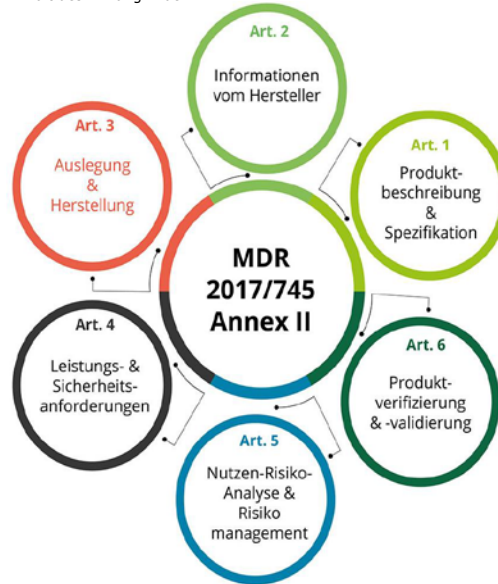 Art. 2
Informationen
vom Hersteller
Art. 3
Auslegung
&
Herstellung
Art. 1
Produkt-
beschreibung
&
Spezifikation
MDR
2017/745
Annex II
Art. 4
Leistungs- &
Sicherheits-
anforderungen
Art. 6
Produkt-
verifizierung
& -validierung
Art. 5
Nutzen-Risiko-
Analyse &
Risiko
management